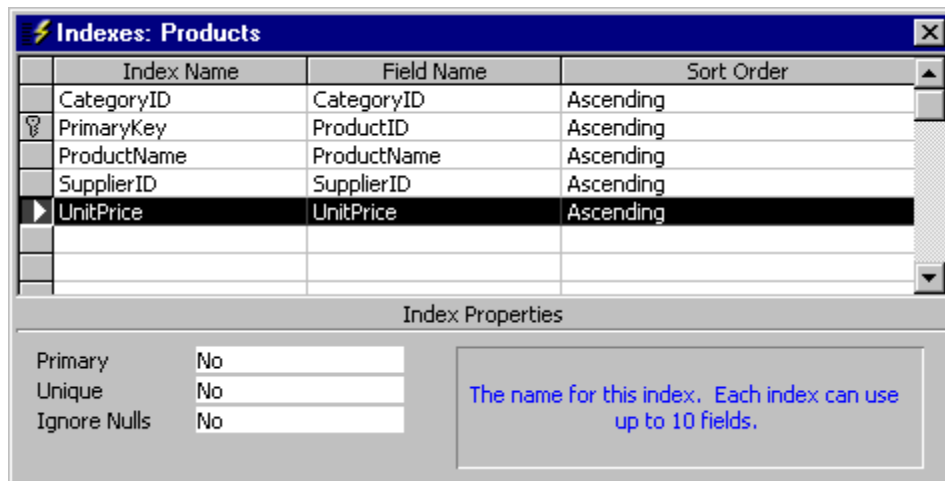 Indexes: Products
Index Name Field Name Sort Order
CategoryID CategoryID Ascending
PrimaryKey ProductID Ascending
ProductName ProductName Ascending
SupplierID SupplierID Ascending
UnitPrice UnitPrice Ascending
Index Properties
Primary No
Unique No
Ignore Nulls No
The name for this index. Each index can use
up to 10 fields.